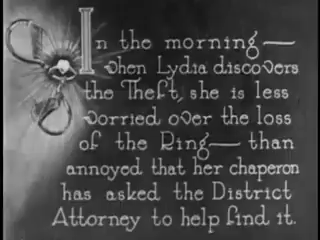 In the morning—
when Lydia discovers
the Theft, she is less
worried over the loss
of the Ring— than
annoyed that her chaperon
has asked the District
Attorney to help find it.